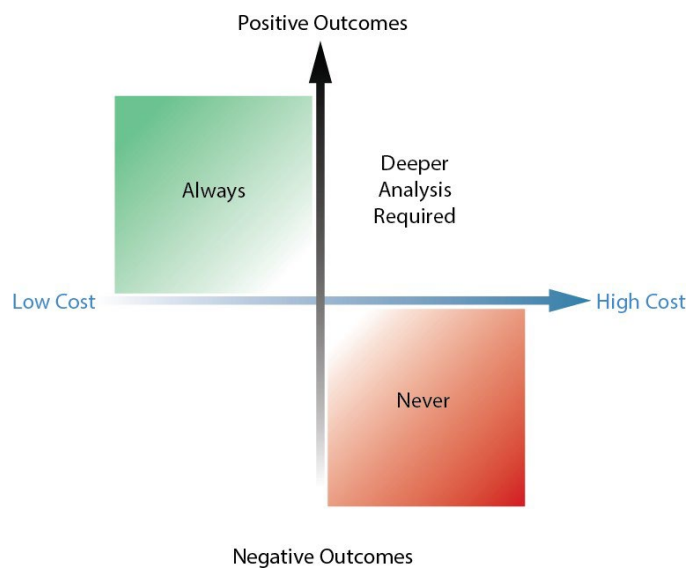 Positive Outcomes
Deeper
Analysis
Required
Always
Low Cost
High Cost
Never
Negative Outcomes